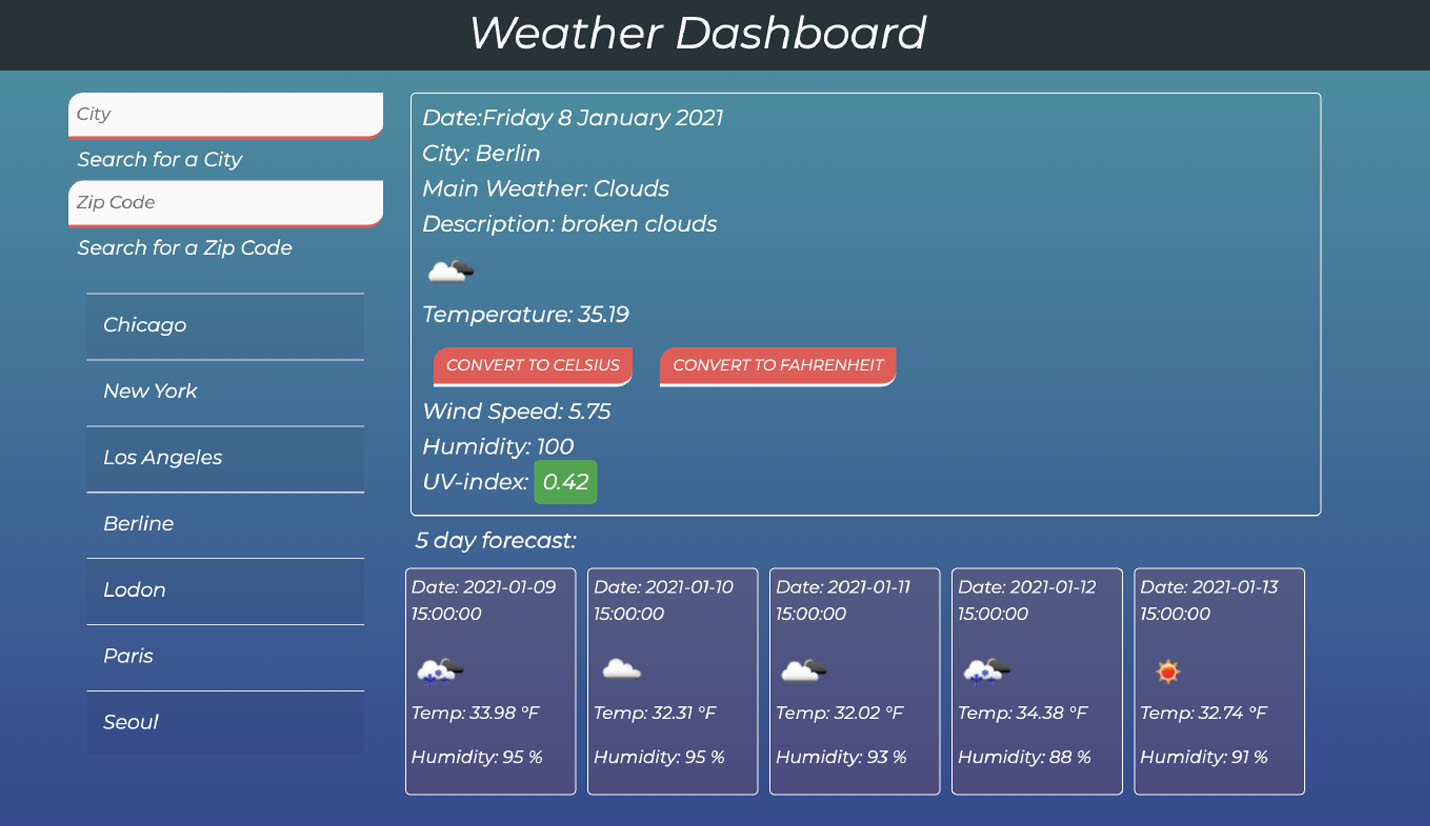 Weather Dashboard
City
Search for a City
Zip Code
Search for a Zip Code
Chicago
New York
Los Angeles
Berline
Lodon
Paris
Seoul
Date:Friday 8 January 2021
City: Berlin
Main Weather: Clouds
Description: broken clouds
Temperature: 35.19
CONVERT TO CELSIUS
CONVERT TO FAHRENHEIT
Wind Speed: 5.75
Humidity: 100
UV-index: 0.42
5 day forecast:
Date: 2021-01-09
15:00:00
Temp: 33.98 °F
Humidity: 95 %
Date: 2021-01-10
15:00:00
Temp: 32.31 °F
Humidity: 95 %
Date: 2021-01-11
15:00:00
Temp: 32.02 °F
Humidity: 93 %
Date: 2021-01-12
15:00:00
Temp: 34.38 °F
Humidity: 88 %
Date: 2021-01-13
15:00:00
Temp: 32.74 °F
Humidity: 91 %